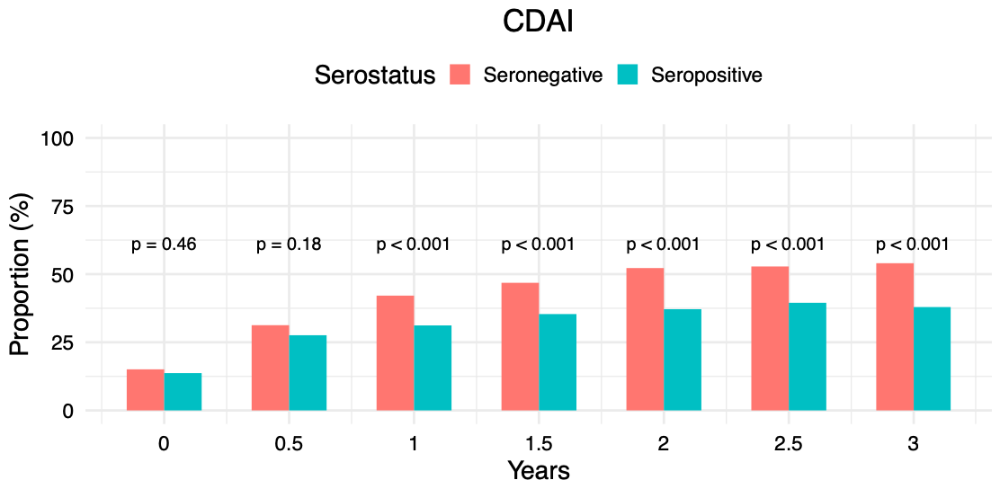 CDAI
Serostatus Seronegative Seropositive
100
75
50
25
0
Proportion (%)
p = 0.46 p = 0.18 p < 0.001 p < 0.001 p < 0.001 p < 0.001 p < 0.001
0 0.5 1 1.5 2 2.5 3
Years